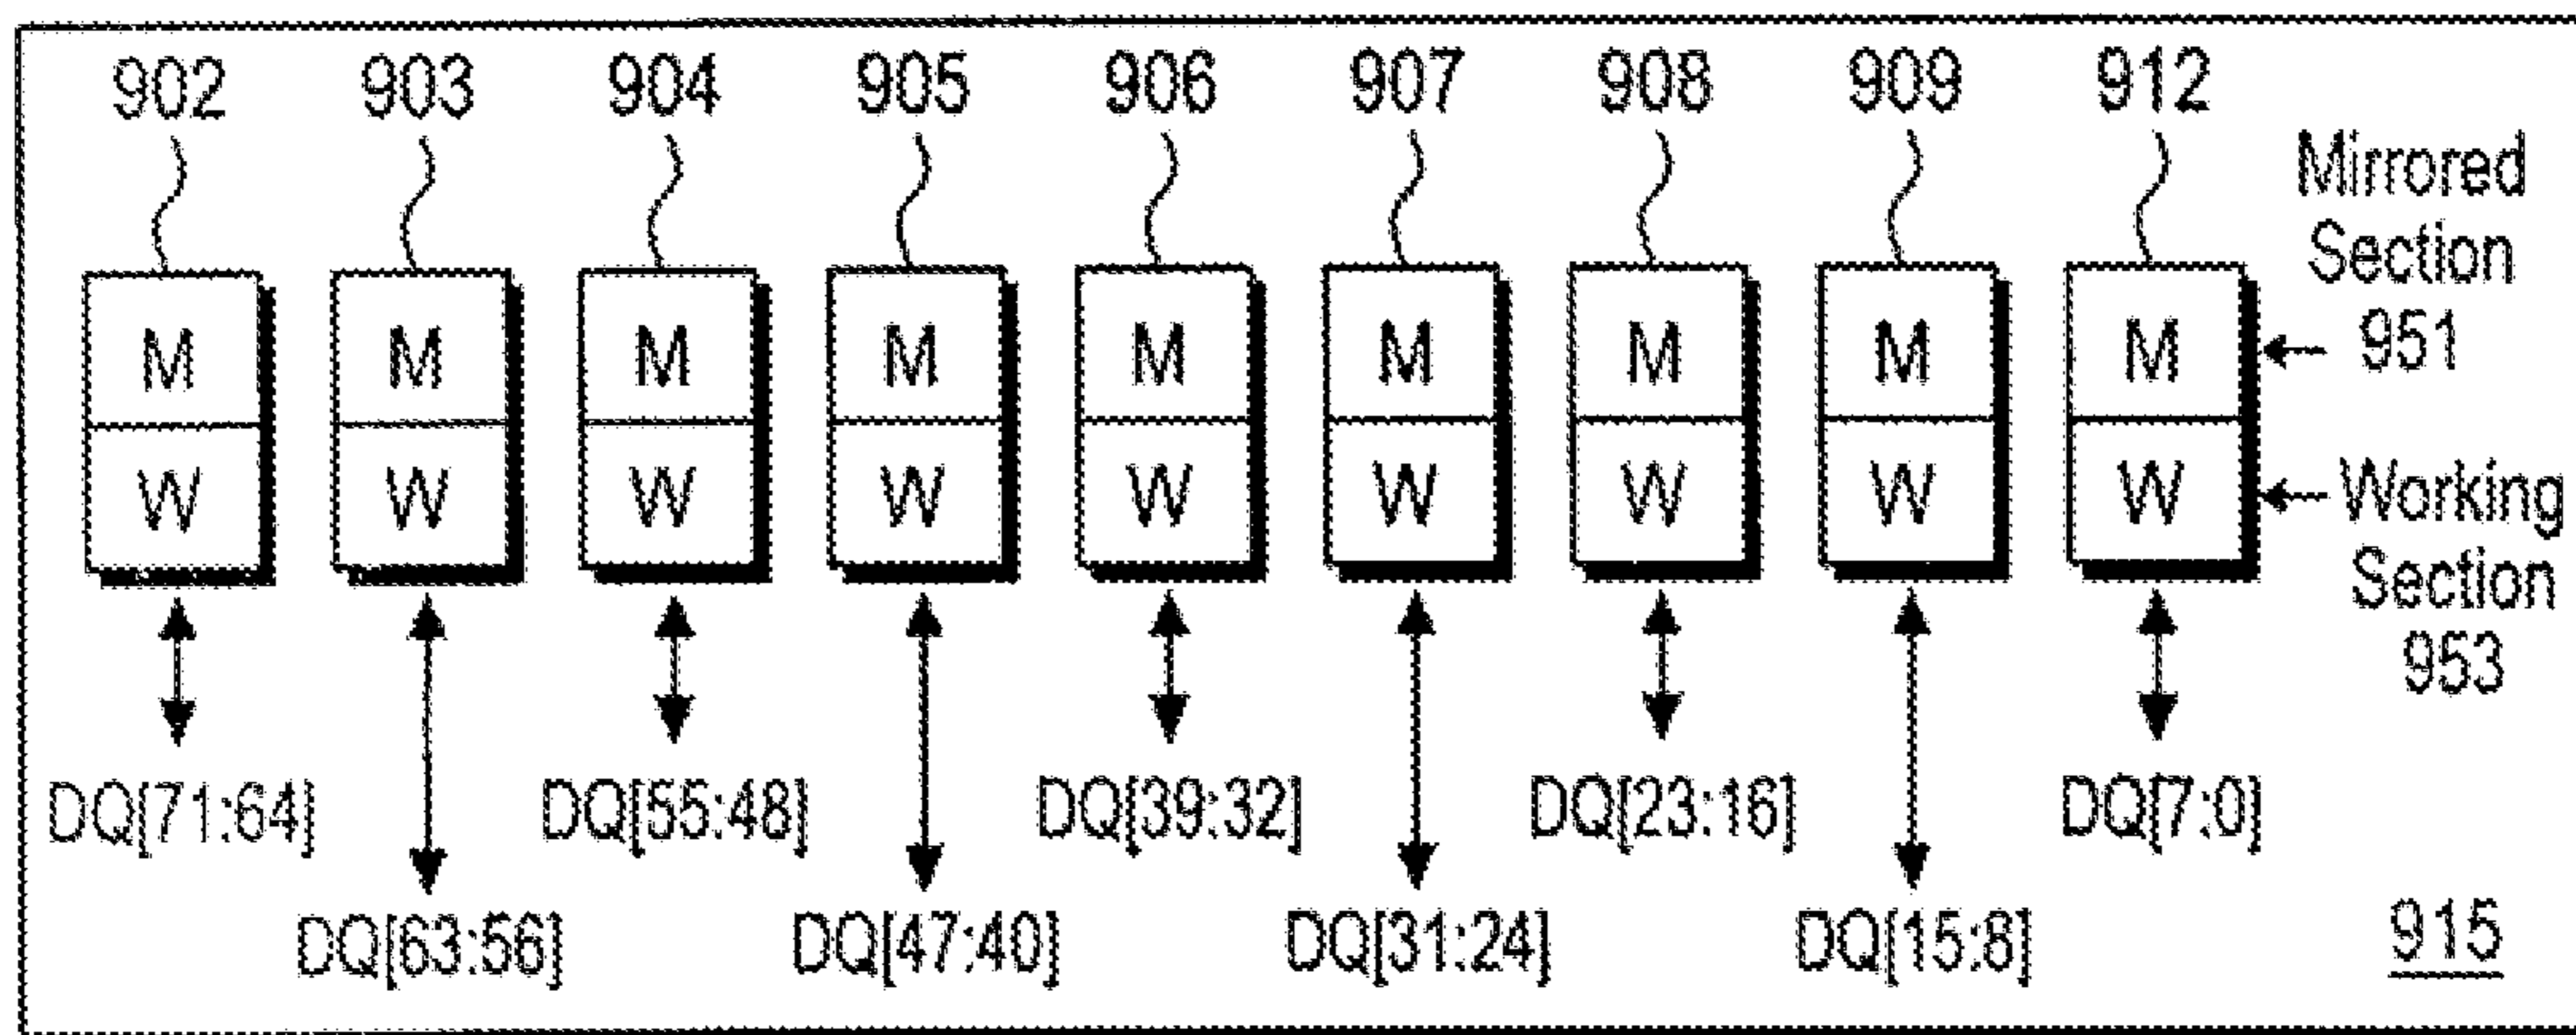 902 903 904 905 906 907 908 909 912
Mirrored
Section
951
M M M M M M M M M
W W W W W W W W W
Working
Section
953
DQ[71:64] DQ[55:48] DQ[39:32] DQ[23:16] DQ[7:0]
DQ[63:56] DQ[47:40] DQ[31:24] DQ[15:8]
915